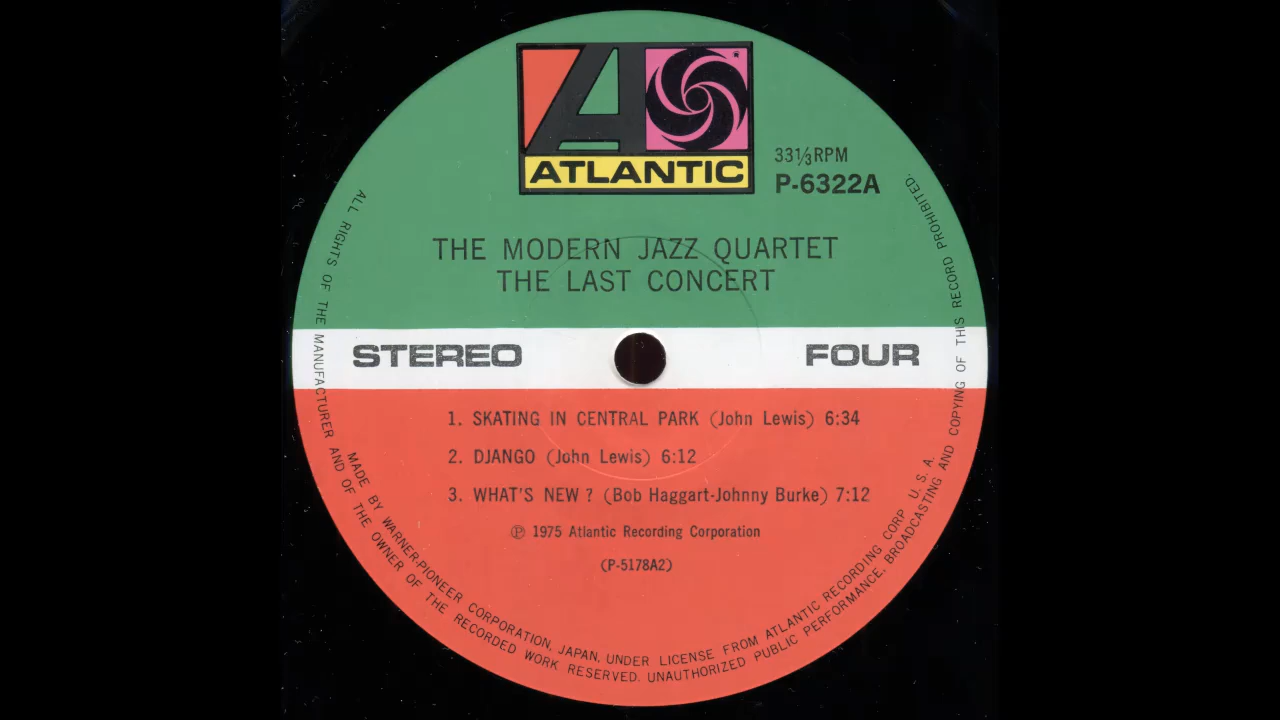 ATLANTIC
33 1/3 RPM
P-6322A
THE MODERN JAZZ QUARTET
THE LAST CONCERT
STEREO
FOUR
1. SKATING IN CENTRAL PARK (John Lewis) 6:34
2. DJANGO (John Lewis) 6:12
3. WHAT'S NEW ? (Bob Haggart-Johnny Burke) 7:12
℗ 1975 Atlantic Recording Corporation
(P-5178A2)
MADE BY WARNER-PIONEER CORPORATION, JAPAN, UNDER LICENSE FROM ATLANTIC RECORDING CORP. U. S. A.
ALL RIGHTS OF THE MANUFACTURER AND OF THE OWNER OF THE RECORDED WORK RESERVED. UNAUTHORIZED PUBLIC PERFORMANCE, BROADCASTING AND COPYING OF THIS RECORD PROHIBITED.